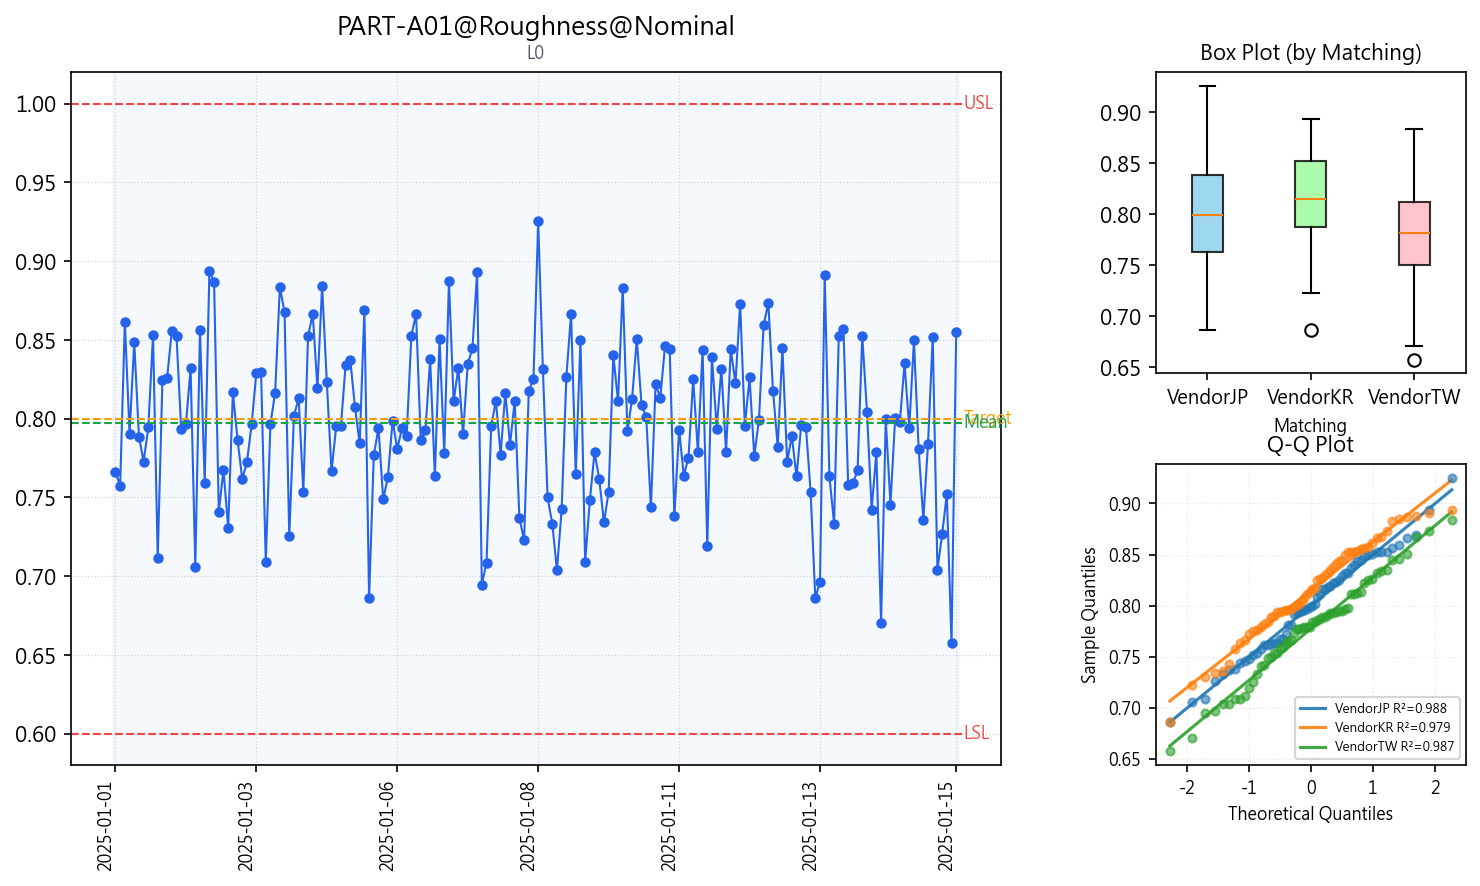 PART-A01@Roughness@Nominal
L0
1.00
0.95
0.90
0.85
0.80
0.75
0.70
0.65
0.60
USL
Target
Mean
LSL
2025-01-01
2025-01-03
2025-01-06
2025-01-08
2025-01-11
2025-01-13
2025-01-15
Box Plot (by Matching)
0.90
0.85
0.80
0.75
0.70
0.65
VendorJP VendorKR VendorTW
Matching
Q-Q Plot
Sample Quantiles
0.90
0.85
0.80
0.75
0.70
0.65
VendorJP R²=0.988
VendorKR R²=0.979
VendorTW R²=0.987
-2 -1 0 1 2
Theoretical Quantiles